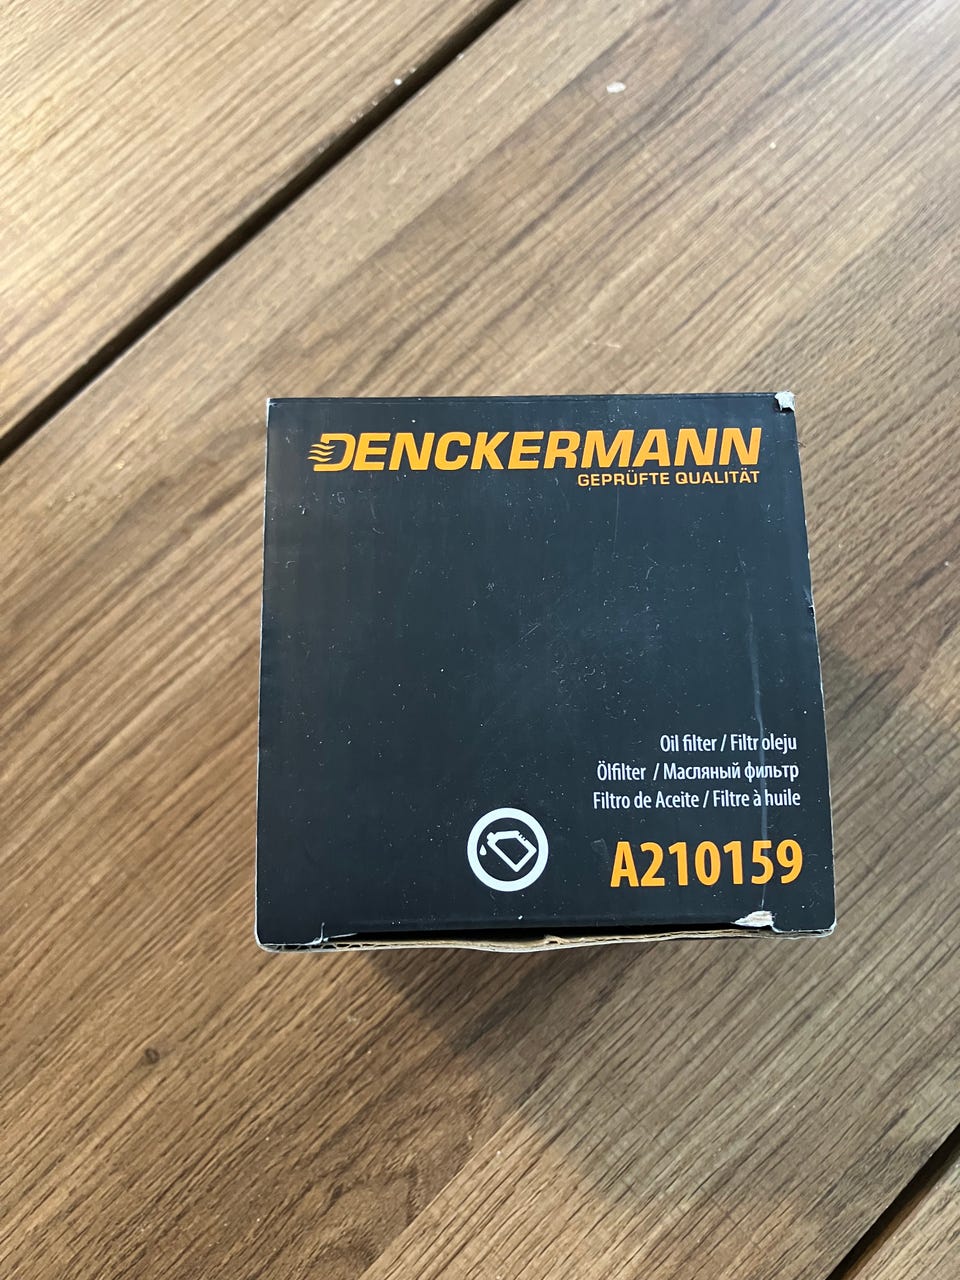 DENCKERMANN
GEPRÜFTE QUALITÄT
Oil filter / Filtr oleju
Ölfilter / Масляный фильтр
Filtro de Aceite / Filtre à huile
A210159